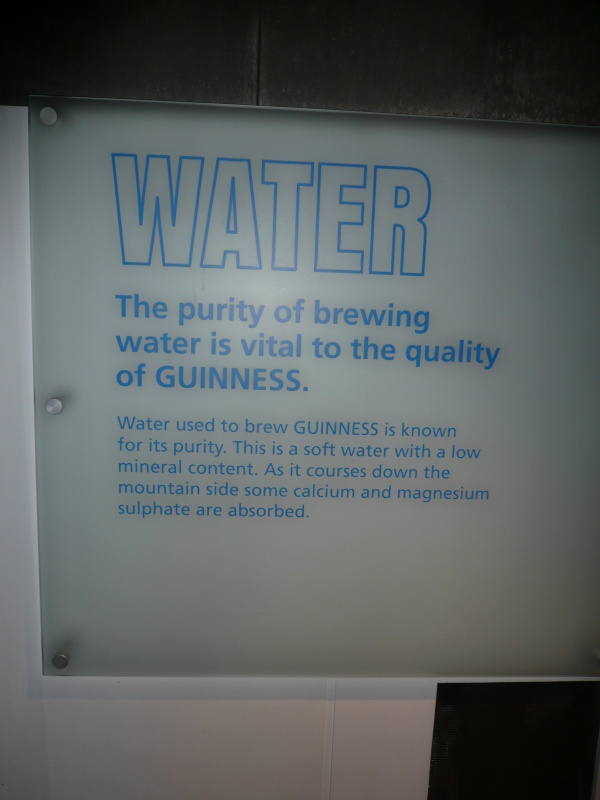 WATER
The purity of brewing
water is vital to the quality
of GUINNESS.
Water used to brew GUINNESS is known
for its purity. This is a soft water with a low
mineral content. As it courses down the
mountain side some calcium and magnesium
sulphate are absorbed.